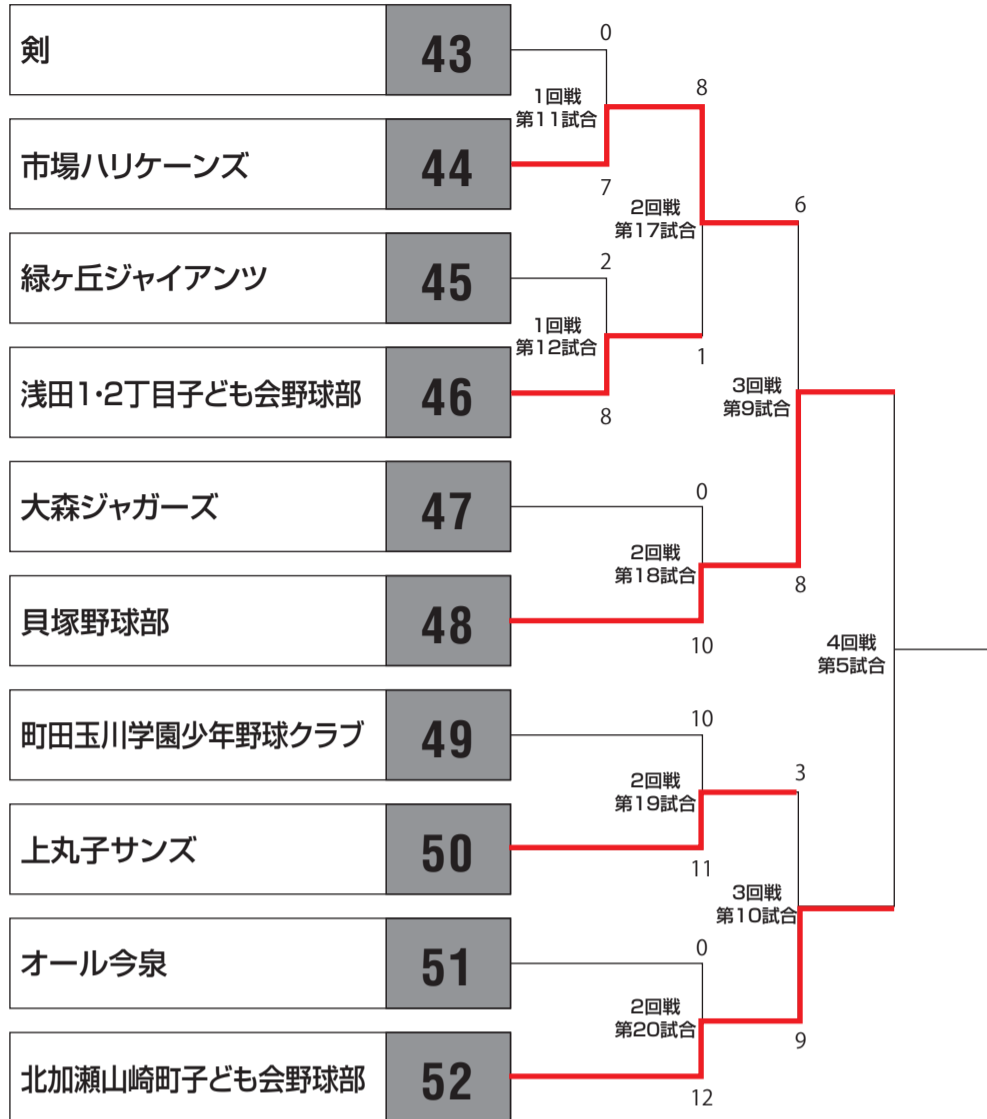 剣 43
市場ハリケーンズ 44
緑ヶ丘ジャイアンツ 45
浅田1・2丁目子ども会野球部 46
大森ジャガーズ 47
貝塚野球部 48
町田玉川学園少年野球クラブ 49
上丸子サンズ 50
オール今泉 51
北加瀬山崎町子ども会野球部 52
0
1回戦
第11試合
7
2
1回戦
第12試合
8
8
2回戦
第17試合
1
0
2回戦
第18試合
10
10
2回戦
第19試合
11
0
2回戦
第20試合
12
6
3回戦
第9試合
8
3
3回戦
第10試合
9
4回戦
第5試合